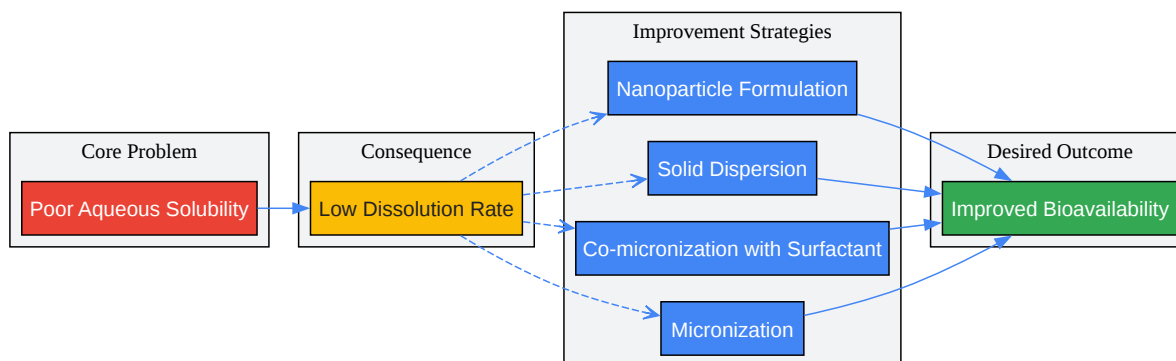 Improvement Strategies
Nanoparticle Formulation
Core Problem
Consequence
Desired Outcome
Solid Dispersion
Poor Aqueous Solubility
Low Dissolution Rate
Improved Bioavailability
Co-micronization with Surfactant
Micronization